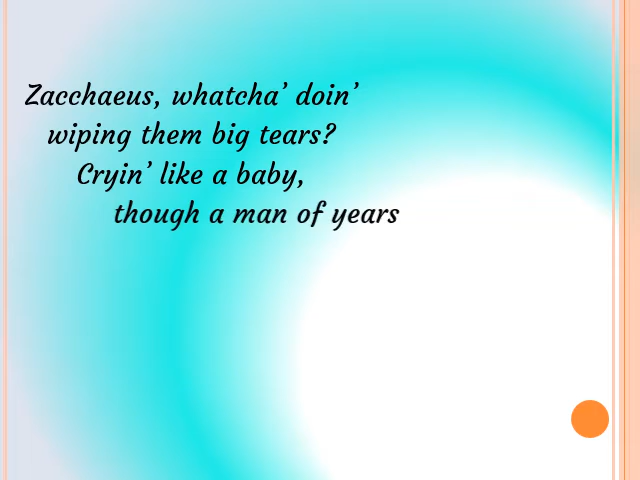 Zacchaeus, whatcha’ doin’
wiping them big tears?
Cryin’ like a baby,
though a man of years